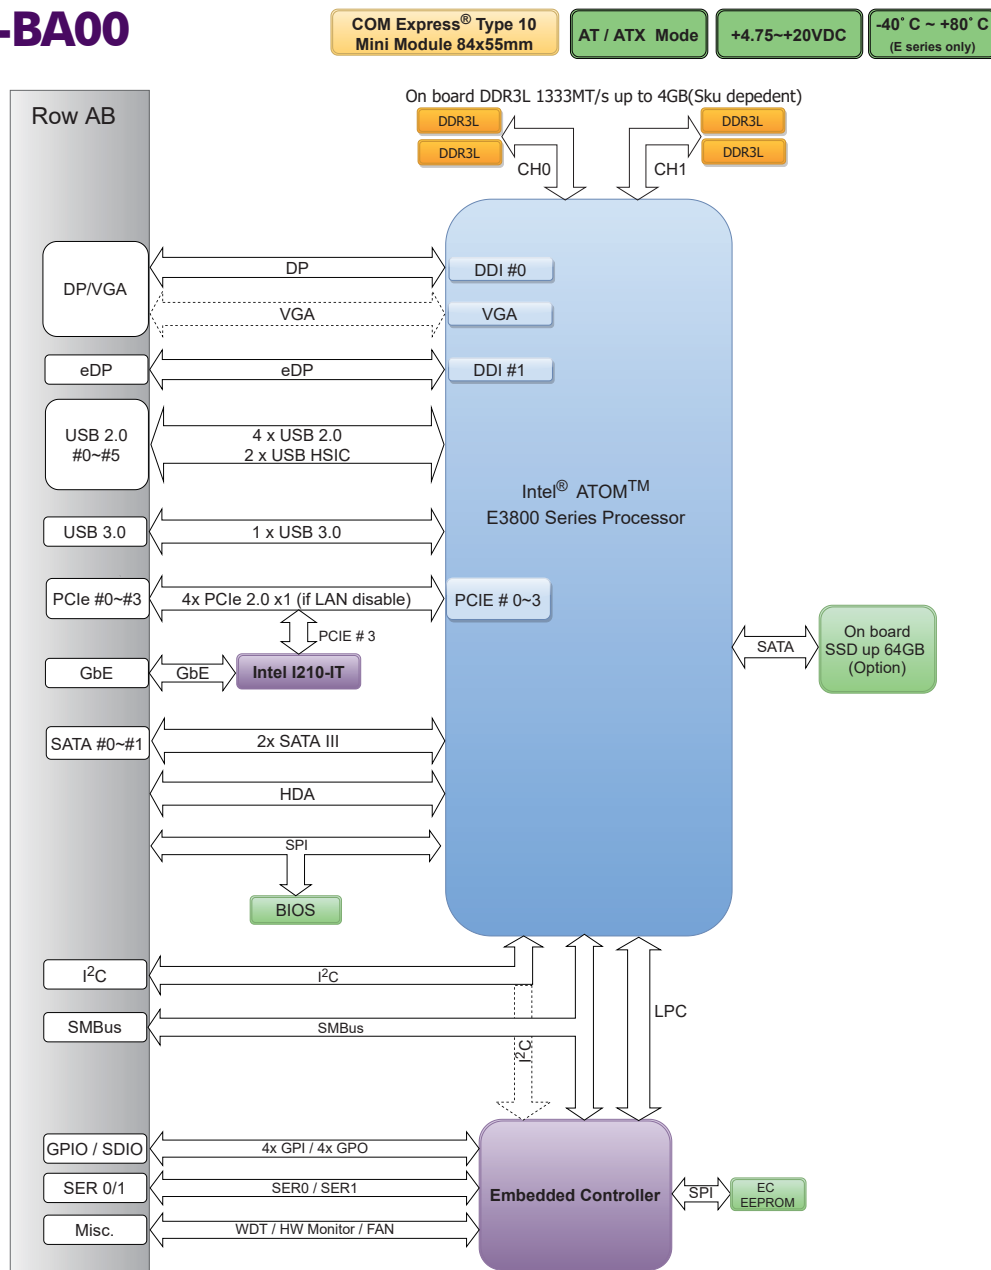 -BA00
COM Express® Type 10
Mini Module 84x55mm
AT / ATX Mode
+4.75~+20VDC
-40˚ C ~ +80˚ C
(E series only)
Row AB
On board DDR3L 1333MT/s up to 4GB(Sku depedent)
DDR3L
DDR3L
DDR3L
DDR3L
CH0
CH1
DP/VGA
DP
DDI #0
VGA
VGA
eDP
eDP
DDI #1
USB 2.0
#0~#5
4 x USB 2.0
2 x USB HSIC
Intel® ATOM™
E3800 Series Processor
USB 3.0
1 x USB 3.0
PCIe #0~#3
4x PCIe 2.0 x1 (if LAN disable)
PCIE # 0~3
PCIE # 3
GbE
GbE
Intel I210-IT
SATA
On board
SSD up 64GB
(Option)
SATA #0~#1
2x SATA III
HDA
SPI
BIOS
I²C
I²C
SMBus
SMBus
I²C
LPC
GPIO / SDIO
4x GPI / 4x GPO
SER 0/1
SER0 / SER1
Embedded Controller
SPI
EC
EEPROM
Misc.
WDT / HW Monitor / FAN